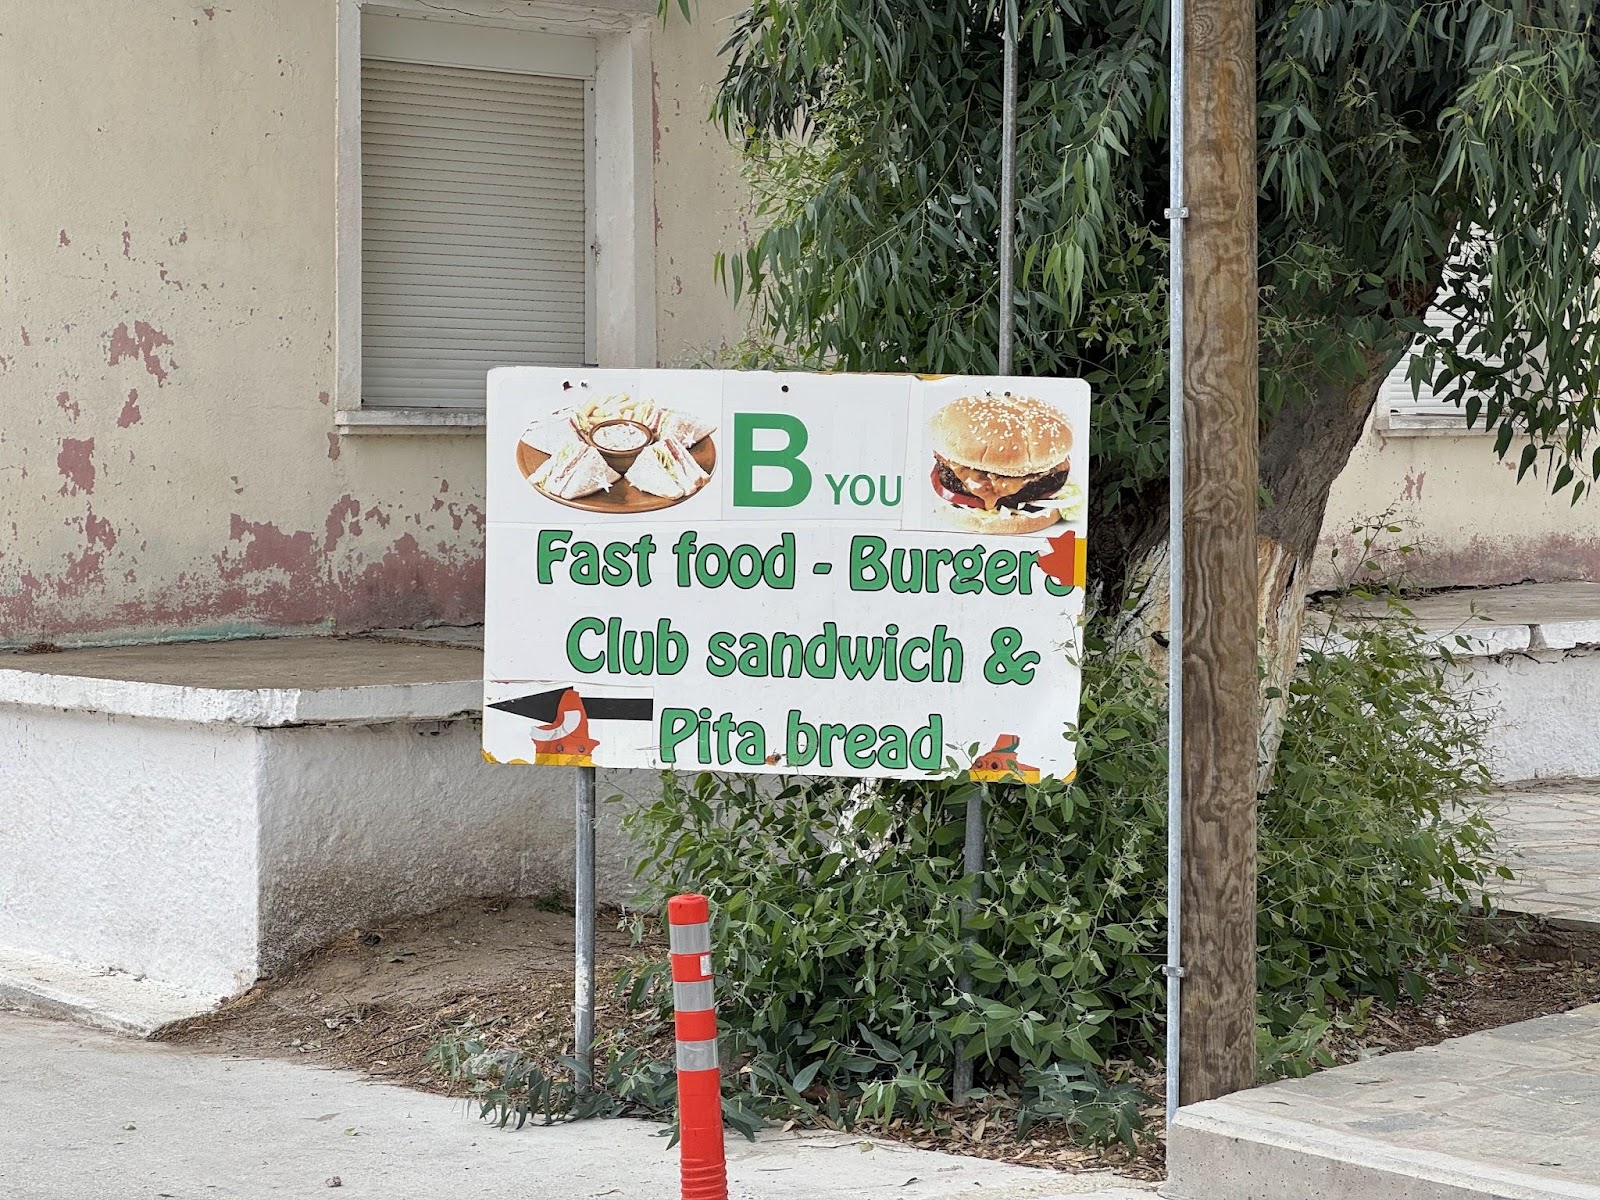 B YOU
Fast food - Burgers
Club sandwich &
Pita bread